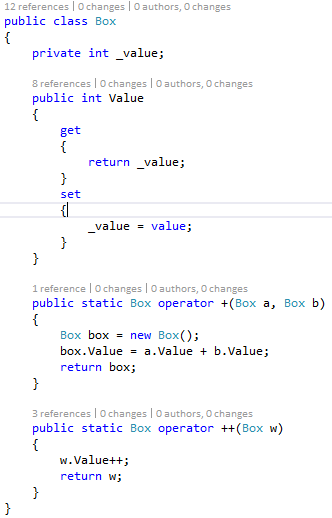 12 references | 0 changes | 0 authors, 0 changes
public class Box
{
    private int _value;
    8 references | 0 changes | 0 authors, 0 changes
    public int Value
    {
        get
        {
            return _value;
        }
        set
        {
            _value = value;
        }
    }
    1 reference | 0 changes | 0 authors, 0 changes
    public static Box operator +(Box a, Box b)
    {
        Box box = new Box();
        box.Value = a.Value + b.Value;
        return box;
    }
    3 references | 0 changes | 0 authors, 0 changes
    public static Box operator ++(Box w)
    {
        w.Value++;
        return w;
    }
}